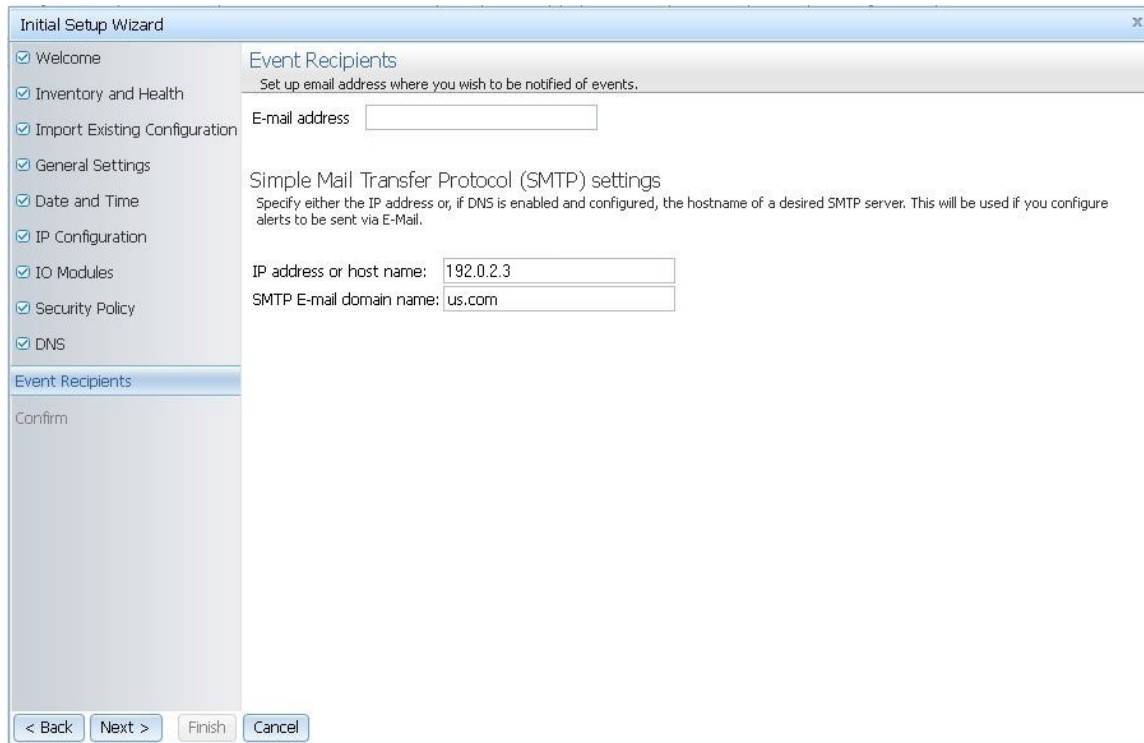 Initial Setup Wizard
x
Welcome
Inventory and Health
Import Existing Configuration
General Settings
Date and Time
IP Configuration
IO Modules
Security Policy
DNS
Event Recipients
Confirm
Event Recipients
Set up email address where you wish to be notified of events.
E-mail address
Simple Mail Transfer Protocol (SMTP) settings
Specify either the IP address or, if DNS is enabled and configured, the hostname of a desired SMTP server. This will be used if you configure
alerts to be sent via E-Mail.
IP address or host name: 192.0.2.3
SMTP E-mail domain name: us.com
< Back Next > Finish Cancel